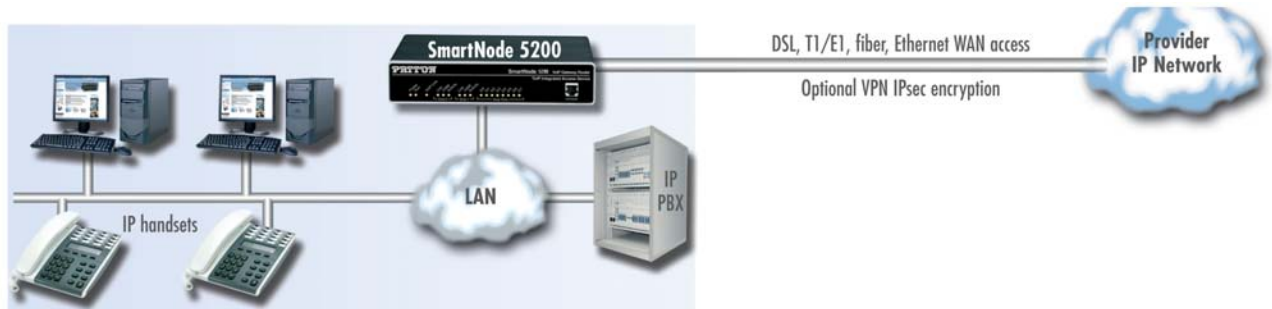 SmartNode 5200
PATTON
DSL, T1/E1, fiber, Ethernet WAN access
Optional VPN IPsec encryption
Provider
IP Network
LAN
IP
PBX
IP handsets